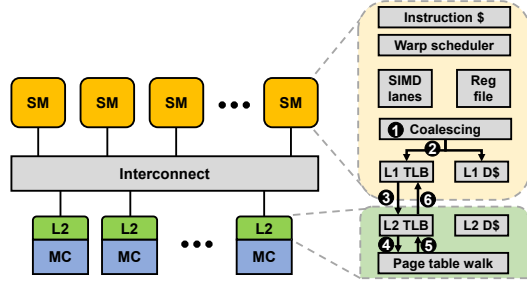 Instruction $
Warp scheduler
SIMD lanes
Reg file
1 Coalescing
2
L1 TLB
L1 D$
3
6
L2 TLB
L2 D$
4
5
Page table walk
SM
SM
SM
SM
Interconnect
L2
MC
L2
MC
L2
MC